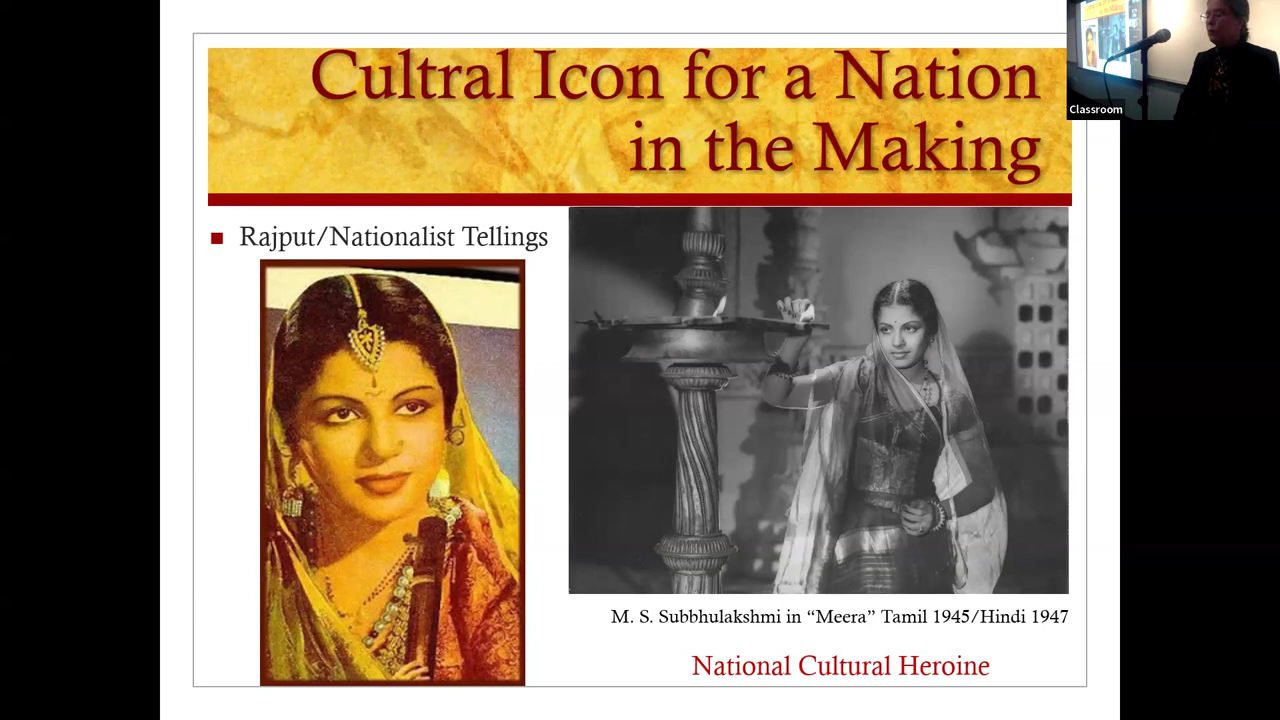 Cultral Icon for a Nation
in the Making
Classroom
Rajput/Nationalist Tellings
M. S. Subbhulakshmi in “Meera” Tamil 1945/Hindi 1947
National Cultural Heroine